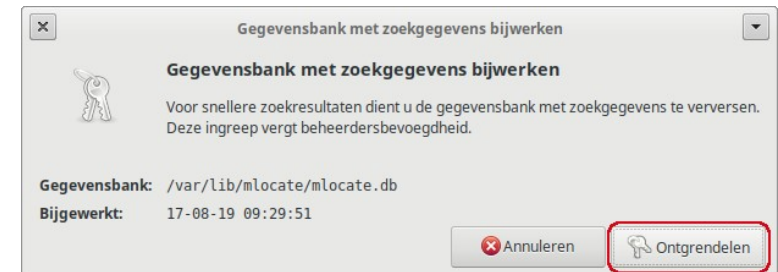 Gegevensbank met zoekgegevens bijwerken
Gegevensbank met zoekgegevens bijwerken
Voor snellere zoekresultaten dient u de gegevensbank met zoekgegevens te verversen.
Deze ingreep vergt beheerdersbevoegdheid.
Gegevensbank: /var/lib/mlocate/mlocate.db
Bijgewerkt: 17-08-19 09:29:51
Annuleren Ontgrendelen